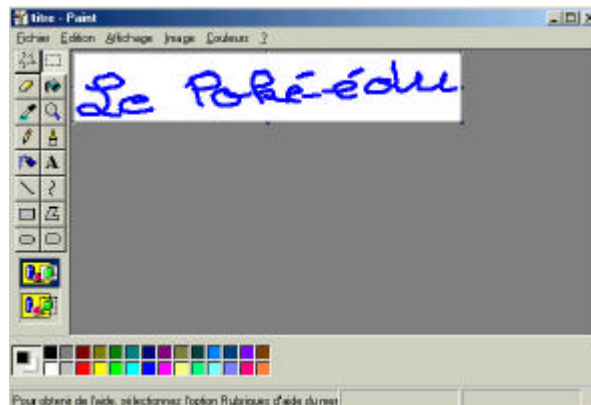 titre - Paint
Fichier Edition Affichage Image Couleurs ?
Le Poké-édu
A
Pour obtenir de l'aide, sélectionnez l'option Rubriques d'aide du men